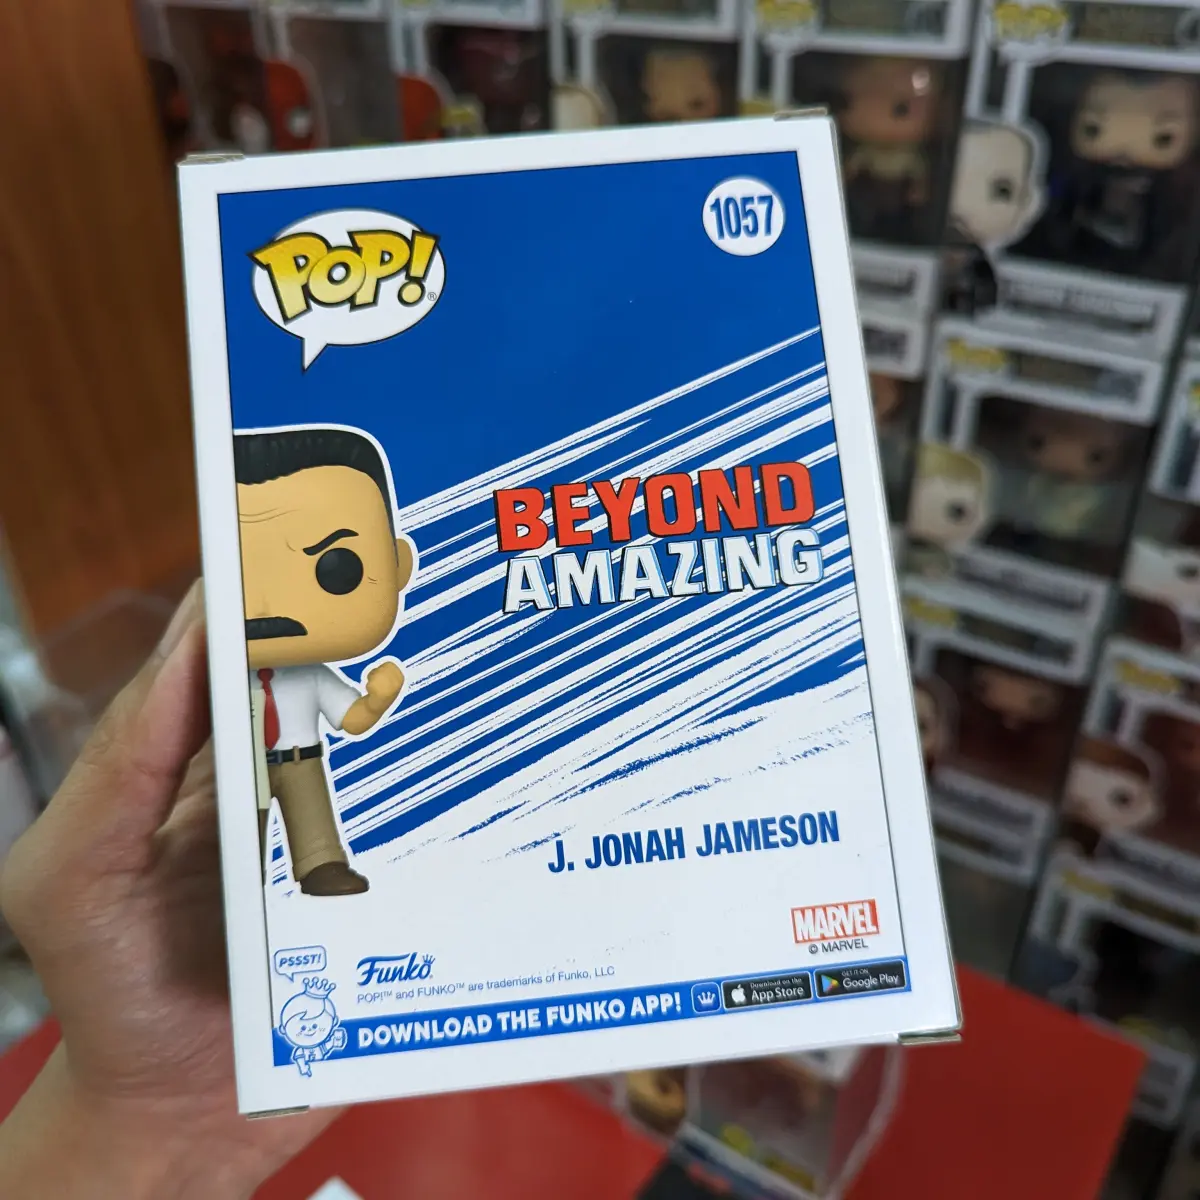 POP!®
1057
BEYOND
AMAZING
J. JONAH JAMESON
MARVEL
© MARVEL
PSSST!
Funko®
POP!™ and FUNKO™ are trademarks of Funko, LLC
DOWNLOAD THE FUNKO APP!
Download on the
App Store
GET IT ON
Google Play